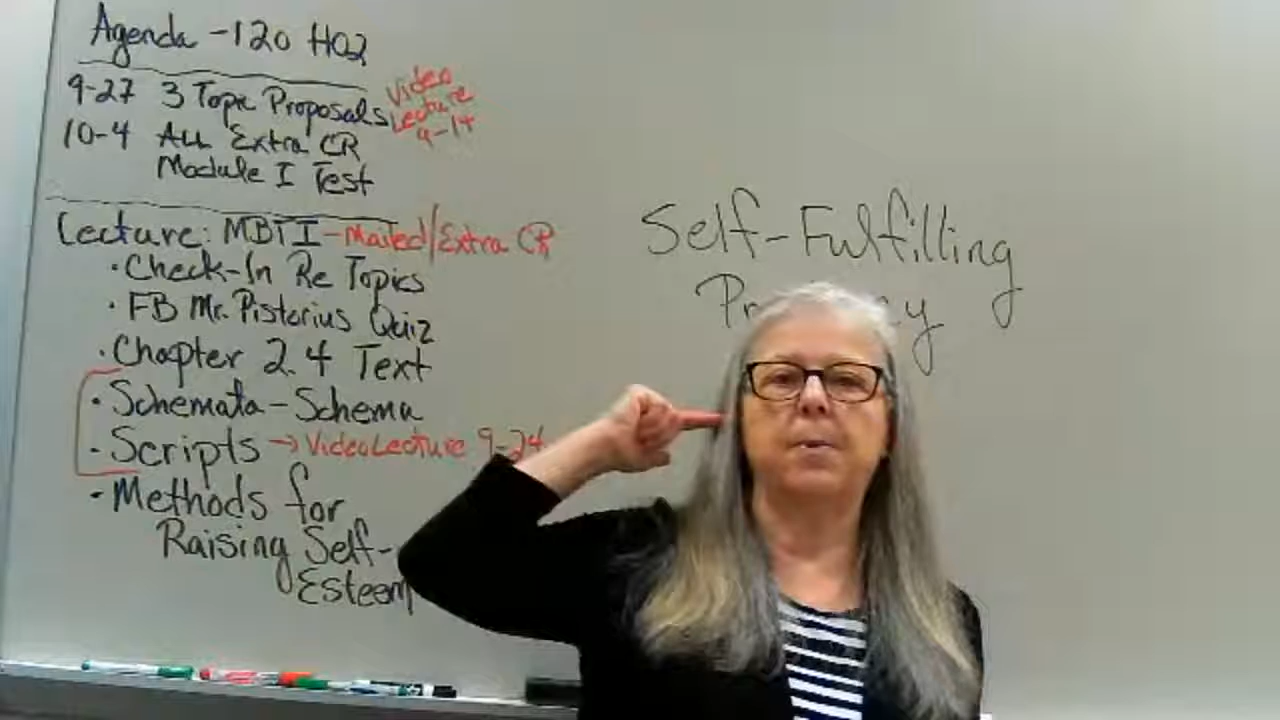 Agenda - 120 H02
9-27 3 Topic Proposals
Video
Lecture
9-14
10-4 ALL Extra CR
Module I Test
Lecture: MBTI - Mailed/Extra CR
• Check-In Re Topics
• FB Mr. Pistorius Quiz
• Chapter 2.4 Text
• Schemata - Schema
• Scripts → Video Lecture 9-24
• Methods for
Raising Self-
Esteem
Self-Fulfilling